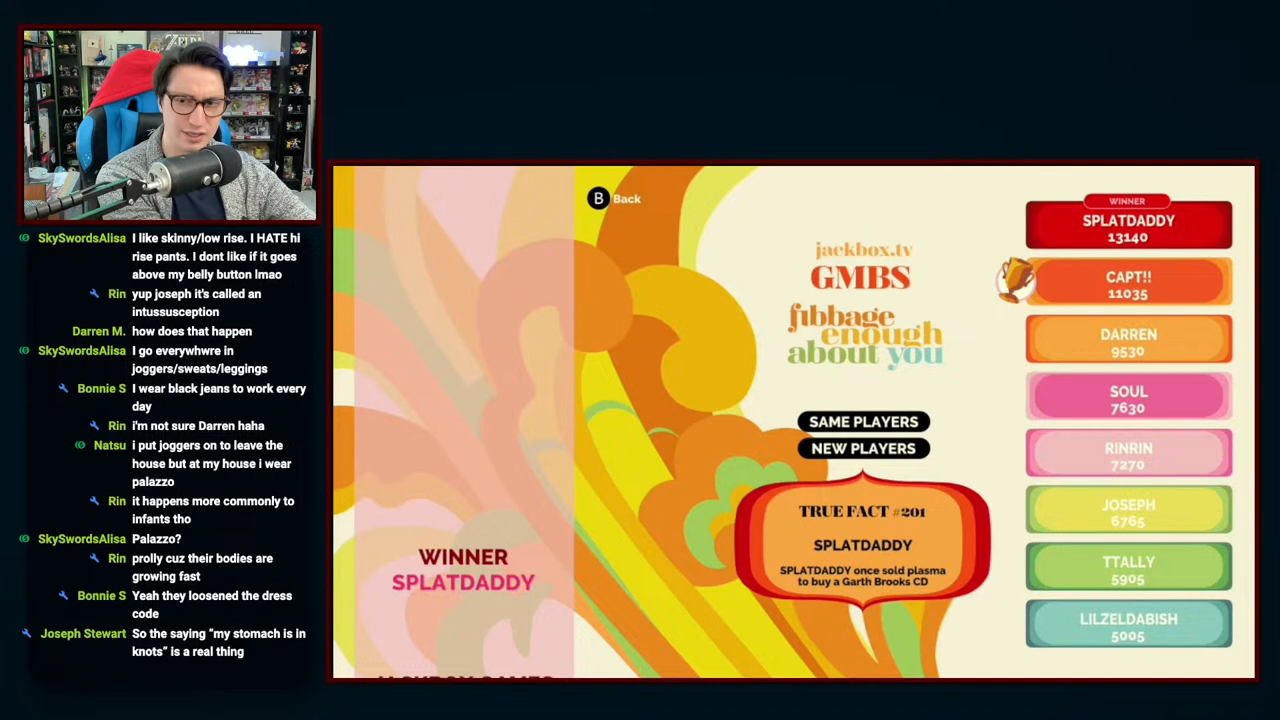 ZELDA
SkySwordsAlisa I like skinny/low rise. I HATE hi
rise pants. I dont like if it goes
above my belly button lmao
Rin yup joseph it's called an
intussusception
Darren M. how does that happen
SkySwordsAlisa I go everywhwre in
joggers/sweats/leggings
Bonnie S I wear black jeans to work every
day
Rin i'm not sure Darren haha
Natsu i put joggers on to leave the
house but at my house i wear
palazzo
Rin it happens more commonly to
infants tho
SkySwordsAlisa Palazzo?
Rin prolly cuz their bodies are
growing fast
Bonnie S Yeah they loosened the dress
code
Joseph Stewart So the saying “my stomach is in
knots” is a real thing
B Back
jackbox.tv
GMBS
fibbage
enough
about you
SAME PLAYERS
NEW PLAYERS
TRUE FACT #201
SPLATDADDY
SPLATDADDY once sold plasma
to buy a Garth Brooks CD
WINNER
SPLATDADDY
WINNER
SPLATDADDY
13140
CAPT!!
11035
DARREN
9530
SOUL
7630
RINRIN
7270
JOSEPH
6765
TTALLY
5905
LILZELDABISH
5005